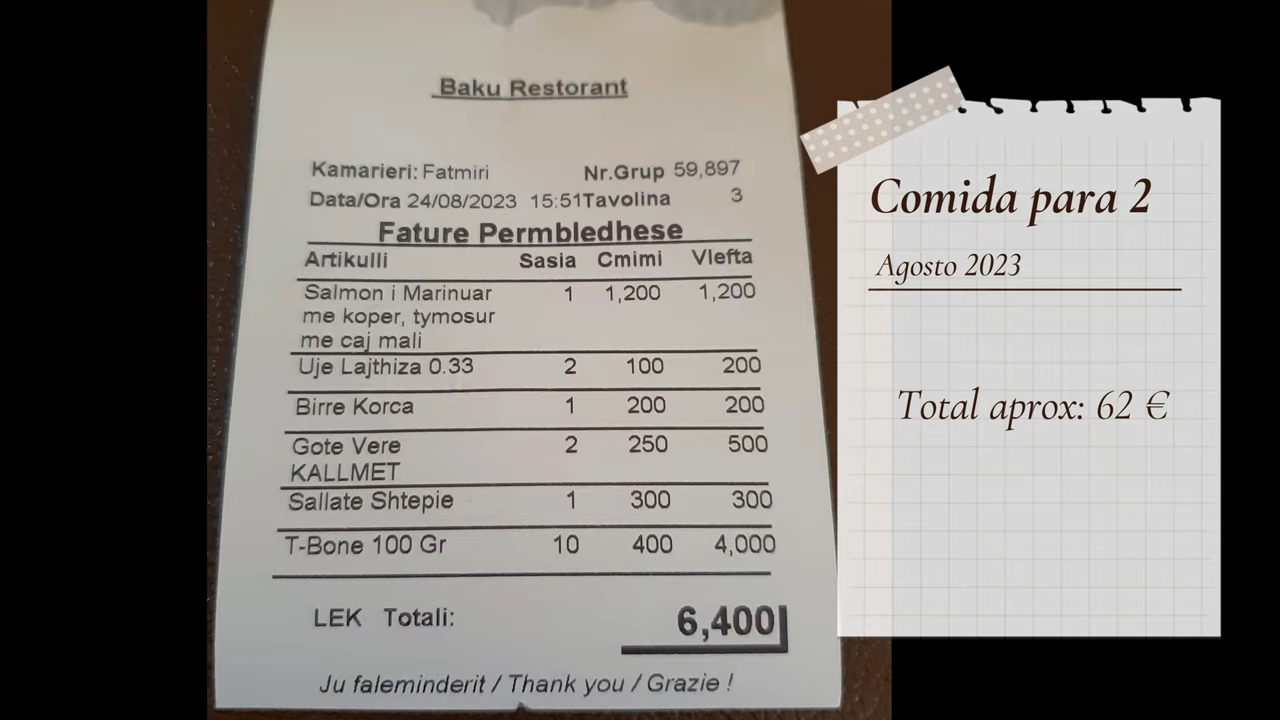 Baku Restorant
Kamarieri: Fatmiri Nr.Grup 59,897
Data/Ora 24/08/2023 15:51Tavolina 3
Fature Permbledhese
Artikulli Sasia Cmimi Vlefta
Salmon i Marinuar 1 1,200 1,200
me koper, tymosur
me caj mali
Uje Lajthiza 0.33 2 100 200
Birre Korca 1 200 200
Gote Vere 2 250 500
KALLMET
Sallate Shtepie 1 300 300
T-Bone 100 Gr 10 400 4,000
LEK Totali: 6,400
Ju faleminderit / Thank you / Grazie !
Comida para 2
Agosto 2023
Total aprox: 62 €